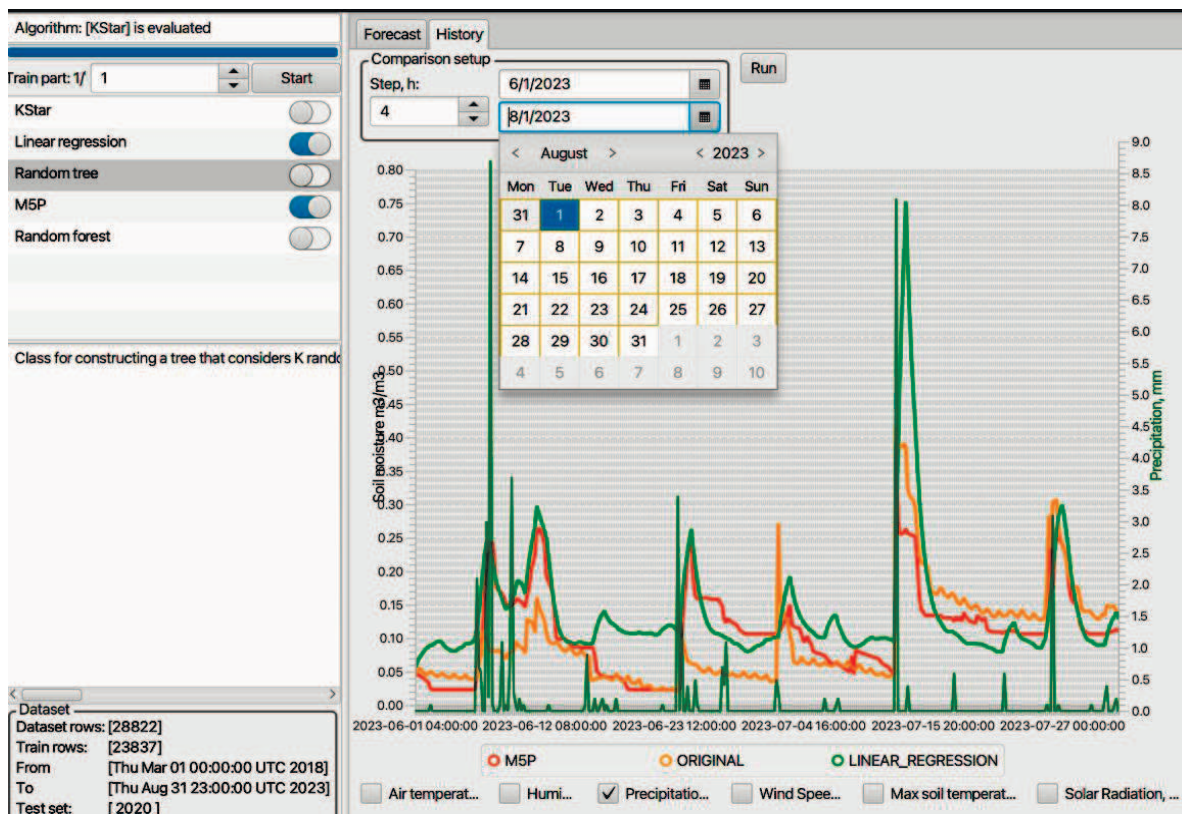 Algorithm: [KStar] is evaluated
Train part: 1/ 1 Start
KStar
Linear regression
Random tree
M5P
Random forest
Class for constructing a tree that considers K rand
Dataset
Dataset rows: [28822]
Train rows: [23837]
From [Thu Mar 01 00:00:00 UTC 2018]
To [Thu Aug 31 23:00:00 UTC 2023]
Test set: [ 2020 ]
Forecast History
Comparison setup
Step, h: 6/1/2023 Run
4 8/1/2023
< August > < 2023 >
Mon Tue Wed Thu Fri Sat Sun
31 1 2 3 4 5 6
7 8 9 10 11 12 13
14 15 16 17 18 19 20
21 22 23 24 25 26 27
28 29 30 31 1 2 3
4 5 6 7 8 9 10
Soil moisture m3/m3
0.80
0.75
0.70
0.65
0.60
0.55
0.50
0.45
0.40
0.35
0.30
0.25
0.20
0.15
0.10
0.05
0.00
9.0
8.5
8.0
7.5
7.0
6.5
6.0
5.5
5.0
4.5
4.0
3.5
3.0
2.5
2.0
1.5
1.0
0.5
0.0
Precipitation, mm
2023-06-01 04:00:00 2023-06-12 08:00:00 2023-06-23 12:00:00 2023-07-04 16:00:00 2023-07-15 20:00:00 2023-07-27 00:00:00
M5P ORIGINAL LINEAR_REGRESSION
Air temperat... Humi... Precipitatio... Wind Spee... Max soil temperat... Solar Radiation, ...